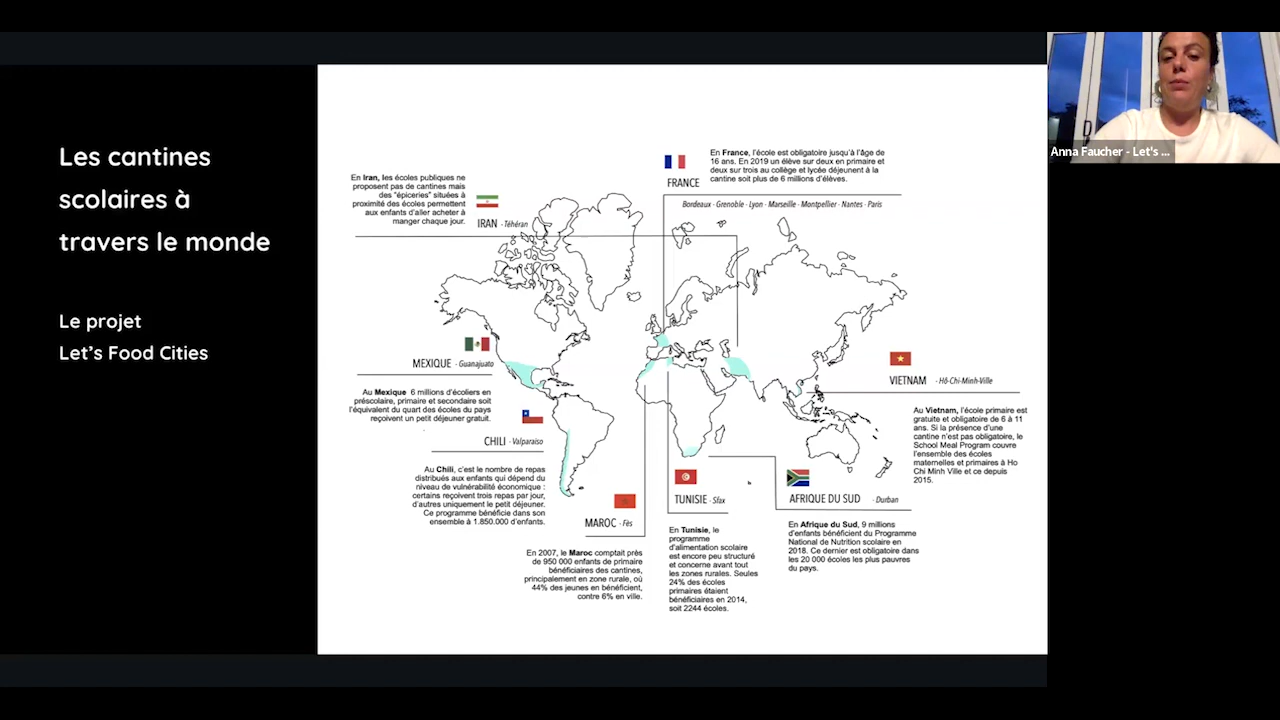 Les cantines
scolaires à
travers le monde
Le projet
Let's Food Cities
Anna Faucher - Let's ...
En France, l'école est obligatoire jusqu'à l'âge de
16 ans. En 2019 un élève sur deux en primaire et
deux sur trois au collège et lycée déjeunent à la
cantine soit plus de 6 millions d'élèves.
FRANCE
Bordeaux - Grenoble - Lyon - Marseille - Montpellier - Nantes - Paris
En Iran, les écoles publiques ne
proposent pas de cantines mais
des "épiceries" situées à
proximité des écoles permettent
aux enfants d'aller acheter à
manger chaque jour.
IRAN - Téhéran
MEXIQUE - Guanajuato
Au Mexique 6 millions d'écoliers en
préscolaire, primaire et secondaire soit
l'équivalent du quart des écoles du pays
reçoivent un petit déjeuner gratuit.
CHILI - Valparaiso
Au Chili, c'est le nombre de repas
distribués aux enfants qui dépend du
niveau de vulnérabilité économique :
certains reçoivent trois repas par jour,
d'autres uniquement le petit déjeuner.
Ce programme bénéficie dans son
ensemble à 1.850.000 d'enfants.
MAROC - Fès
En 2007, le Maroc comptait près
de 950 000 enfants de primaire
bénéficiaires des cantines,
principalement en zone rurale, où
44% des jeunes en bénéficient,
contre 6% en ville.
TUNISIE - Sfax
En Tunisie, le
programme
d'alimentation scolaire
est encore peu structuré
et concerne avant tout
les zones rurales. Seules
24% des écoles
primaires étaient
bénéficiaires en 2014,
soit 2244 écoles.
AFRIQUE DU SUD - Durban
En Afrique du Sud, 9 millions
d'enfants bénéficient du Programme
National de Nutrition scolaire en
2018. Ce dernier est obligatoire dans
les 20 000 écoles les plus pauvres
du pays.
VIETNAM - Hô-Chi-Minh-Ville
Au Vietnam, l'école primaire est
gratuite et obligatoire de 6 à 11
ans. Si la présence d'une
cantine n'est pas obligatoire, le
School Meal Program couvre
l'ensemble des écoles
maternelles et primaires à Ho
Chi Minh Ville et ce depuis
2015.